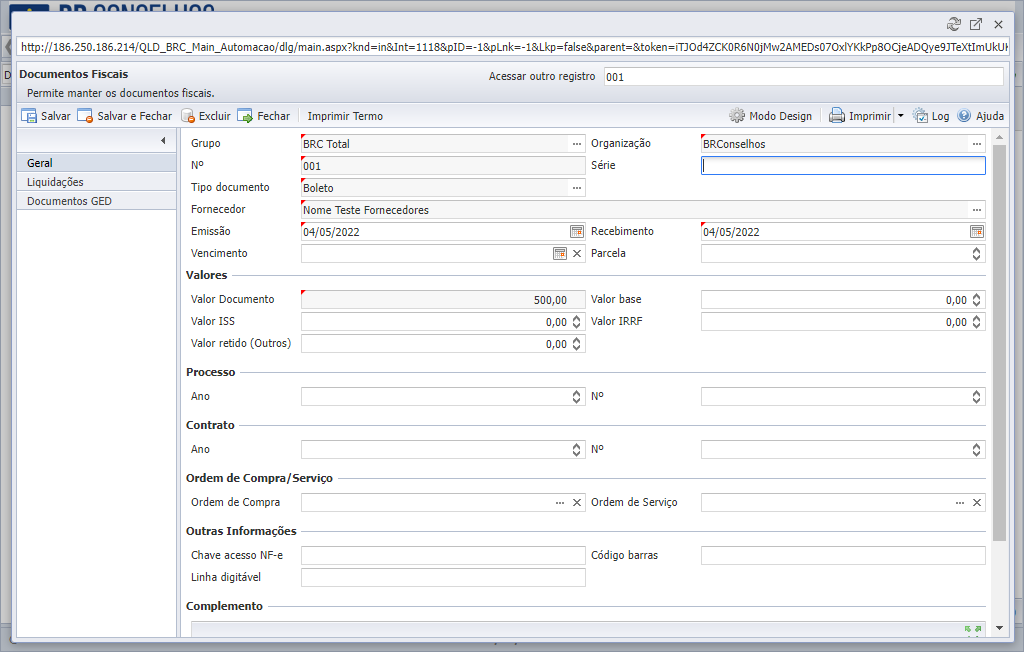 BR CONSELHOS
http://186.250.186.214/QLD_BRC_Main_Automacao/dlg/main.aspx?knd=in&Int=1118&pID=-1&pLnk=-1&Lkp=false&parent=&token=iTJOd4ZCK0R6N0jMw2AMEDs07OxlYKkPp8OCjeADQye9JTeXtImUkUH
Documentos Fiscais Acessar outro registro 001
Permite manter os documentos fiscais.
Salvar Salvar e Fechar Excluir Fechar Imprimir Termo Modo Design Imprimir Log Ajuda
Geral
Liquidações
Documentos GED
Grupo BRC Total Organização BRConselhos
Nº 001 Série
Tipo documento Boleto
Fornecedor Nome Teste Fornecedores
Emissão 04/05/2022 Recebimento 04/05/2022
Vencimento Parcela
Valores
Valor Documento 500,00 Valor base 0,00
Valor ISS 0,00 Valor IRRF 0,00
Valor retido (Outros) 0,00
Processo
Ano Nº
Contrato
Ano Nº
Ordem de Compra/Serviço
Ordem de Compra Ordem de Serviço
Outras Informações
Chave acesso NF-e Código barras
Linha digitável
Complemento